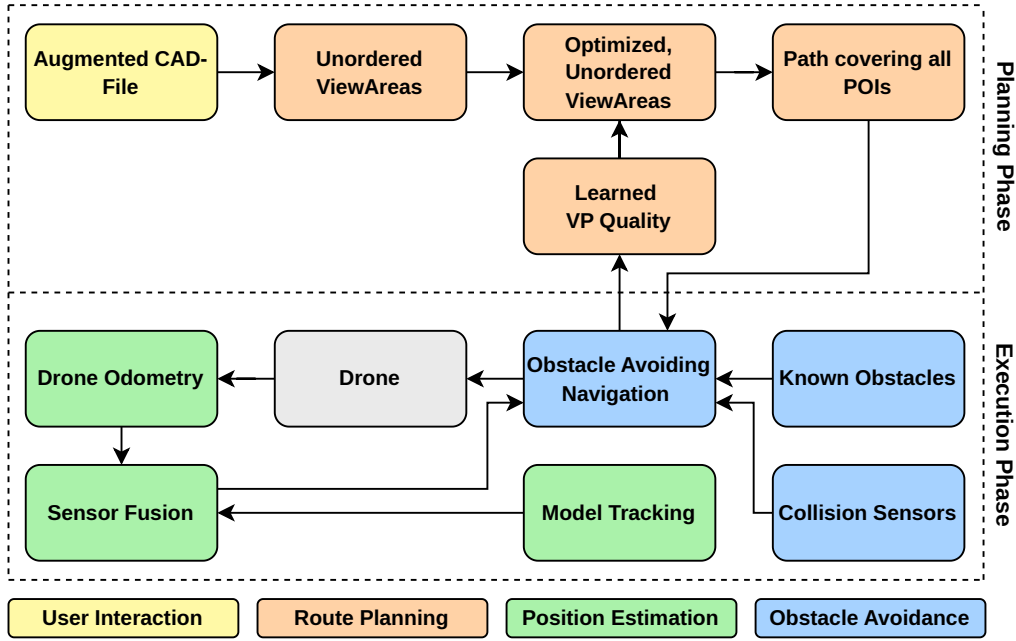 Augmented CAD-
File
Unordered
ViewAreas
Optimized,
Unordered
ViewAreas
Path covering all
POIs
Learned
VP Quality
Planning Phase
Drone Odometry
Drone
Obstacle Avoiding
Navigation
Known Obstacles
Sensor Fusion
Model Tracking
Collision Sensors
Execution Phase
User Interaction
Route Planning
Position Estimation
Obstacle Avoidance